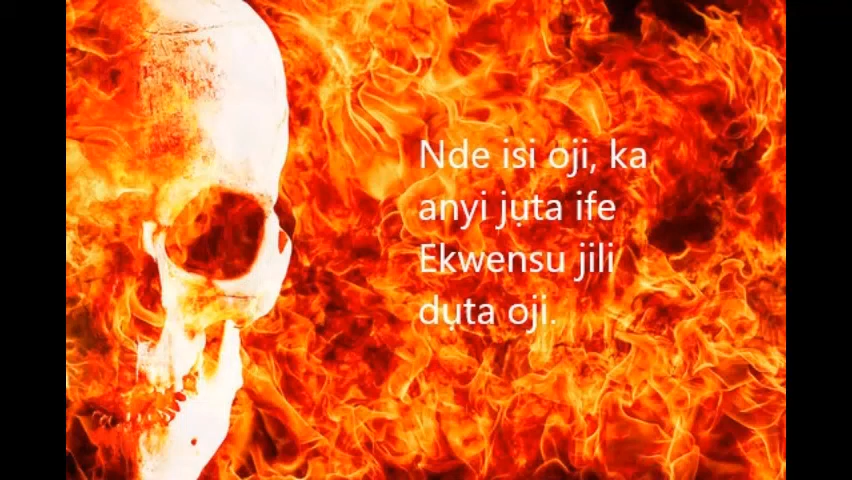 Nde isi oji, ka
anyi jụta ife
Ekwensu jili
dụta oji.